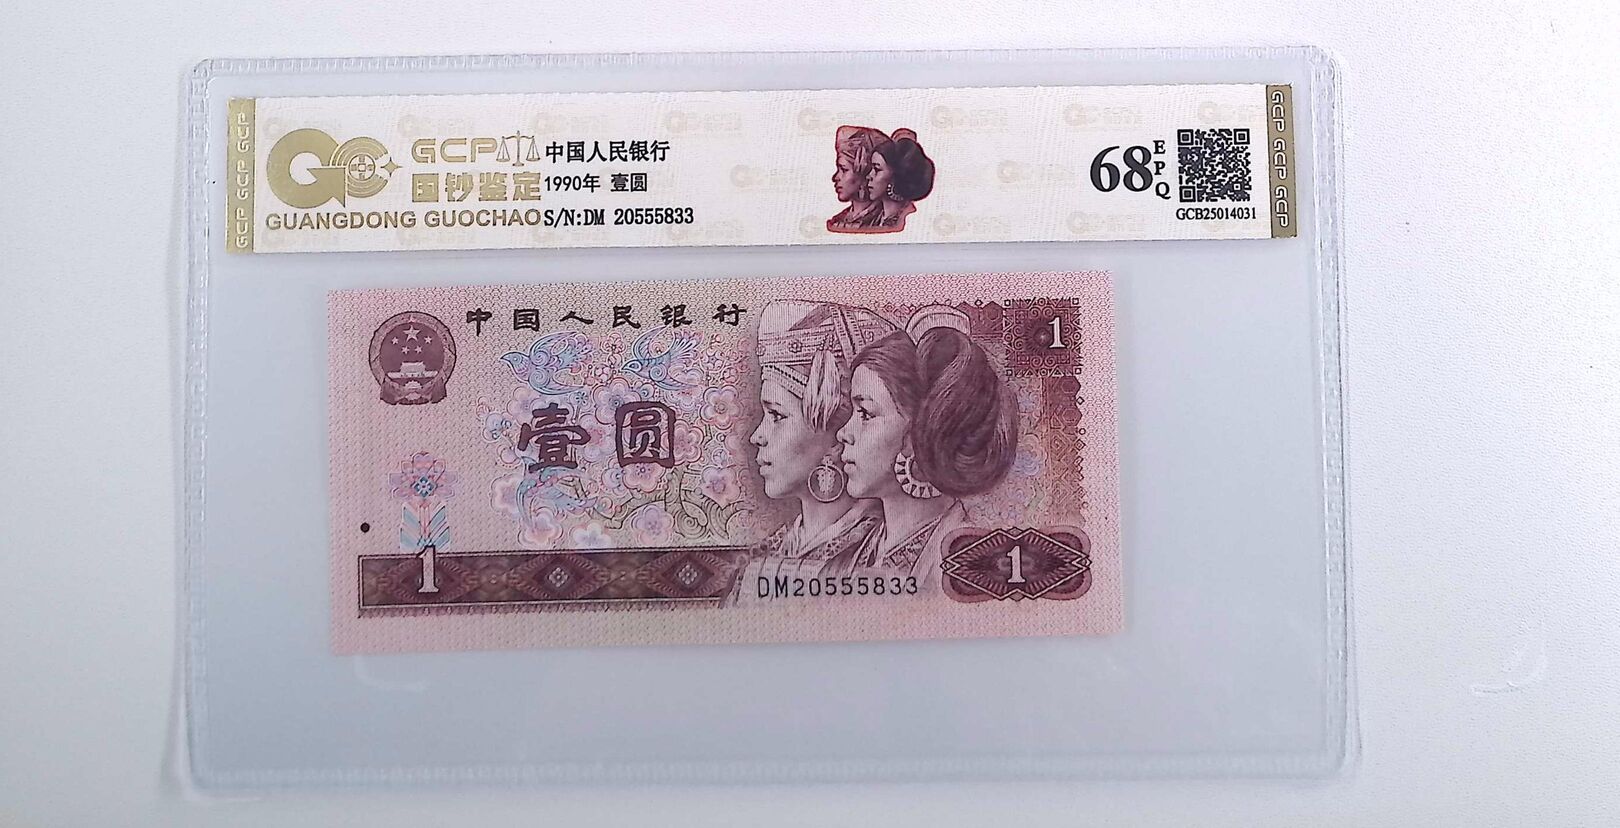 GCP GCP GCP
GCP
国钞鉴定
GUANGDONG GUOCHAO
中国人民银行
1990年 壹圆
S/N:DM 20555833
68
EPQ
GCB25014031
GCP GCP GCP
中国人民银行
1
壹圆
1
DM20555833
1